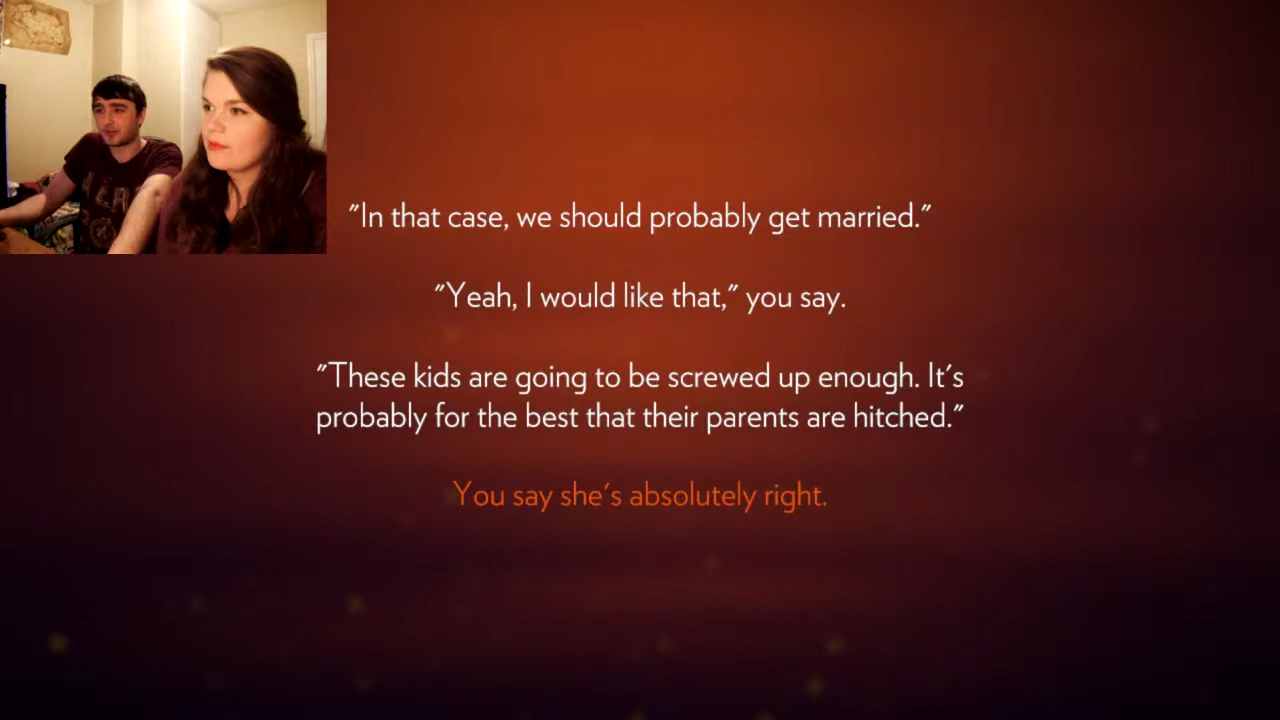 "In that case, we should probably get married."
"Yeah, I would like that," you say.
"These kids are going to be screwed up enough. It's
probably for the best that their parents are hitched."
You say she's absolutely right.